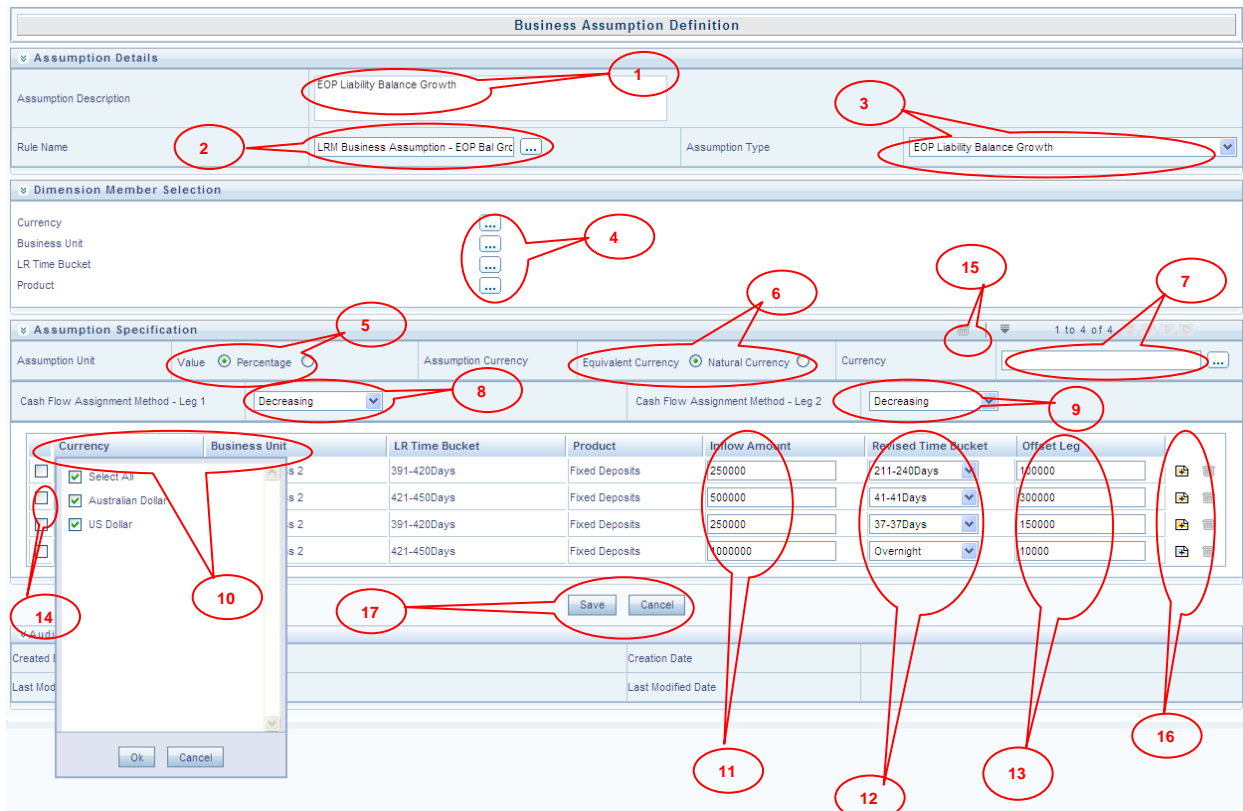 Business Assumption Definition
Assumption Details
Assumption Description
EOP Liability Balance Growth
1
3
Rule Name
2
LRM Business Assumption - EOP Bal Gro
...
Assumption Type
EOP Liability Balance Growth
Dimension Member Selection
Currency
...
Business Unit
...
4
LR Time Bucket
...
Product
...
15
6
7
Assumption Specification
5
1 to 4 of 4
Assumption Unit
Value
Percentage
Assumption Currency
Equivalent Currency
Natural Currency
Currency
...
8
Cash Flow Assignment Method - Leg 1
Decreasing
Cash Flow Assignment Method - Leg 2
Decreasing
9
Currency Business Unit LR Time Bucket Product Inflow Amount Revised Time Bucket Offset Leg
Select All
s 2 391-420Days Fixed Deposits 250000 211-240Days 100000
Australian Dollar
421-450Days Fixed Deposits 500000 41-41Days 300000
US Dollar
s 2 391-420Days Fixed Deposits 250000 37-37Days 150000
s 2 421-450Days Fixed Deposits 1000000 Overnight 10000
14
10
17
Save Cancel
Audi
Created
Creation Date
Last Mod
Last Modified Date
Ok Cancel
11
12
13
16